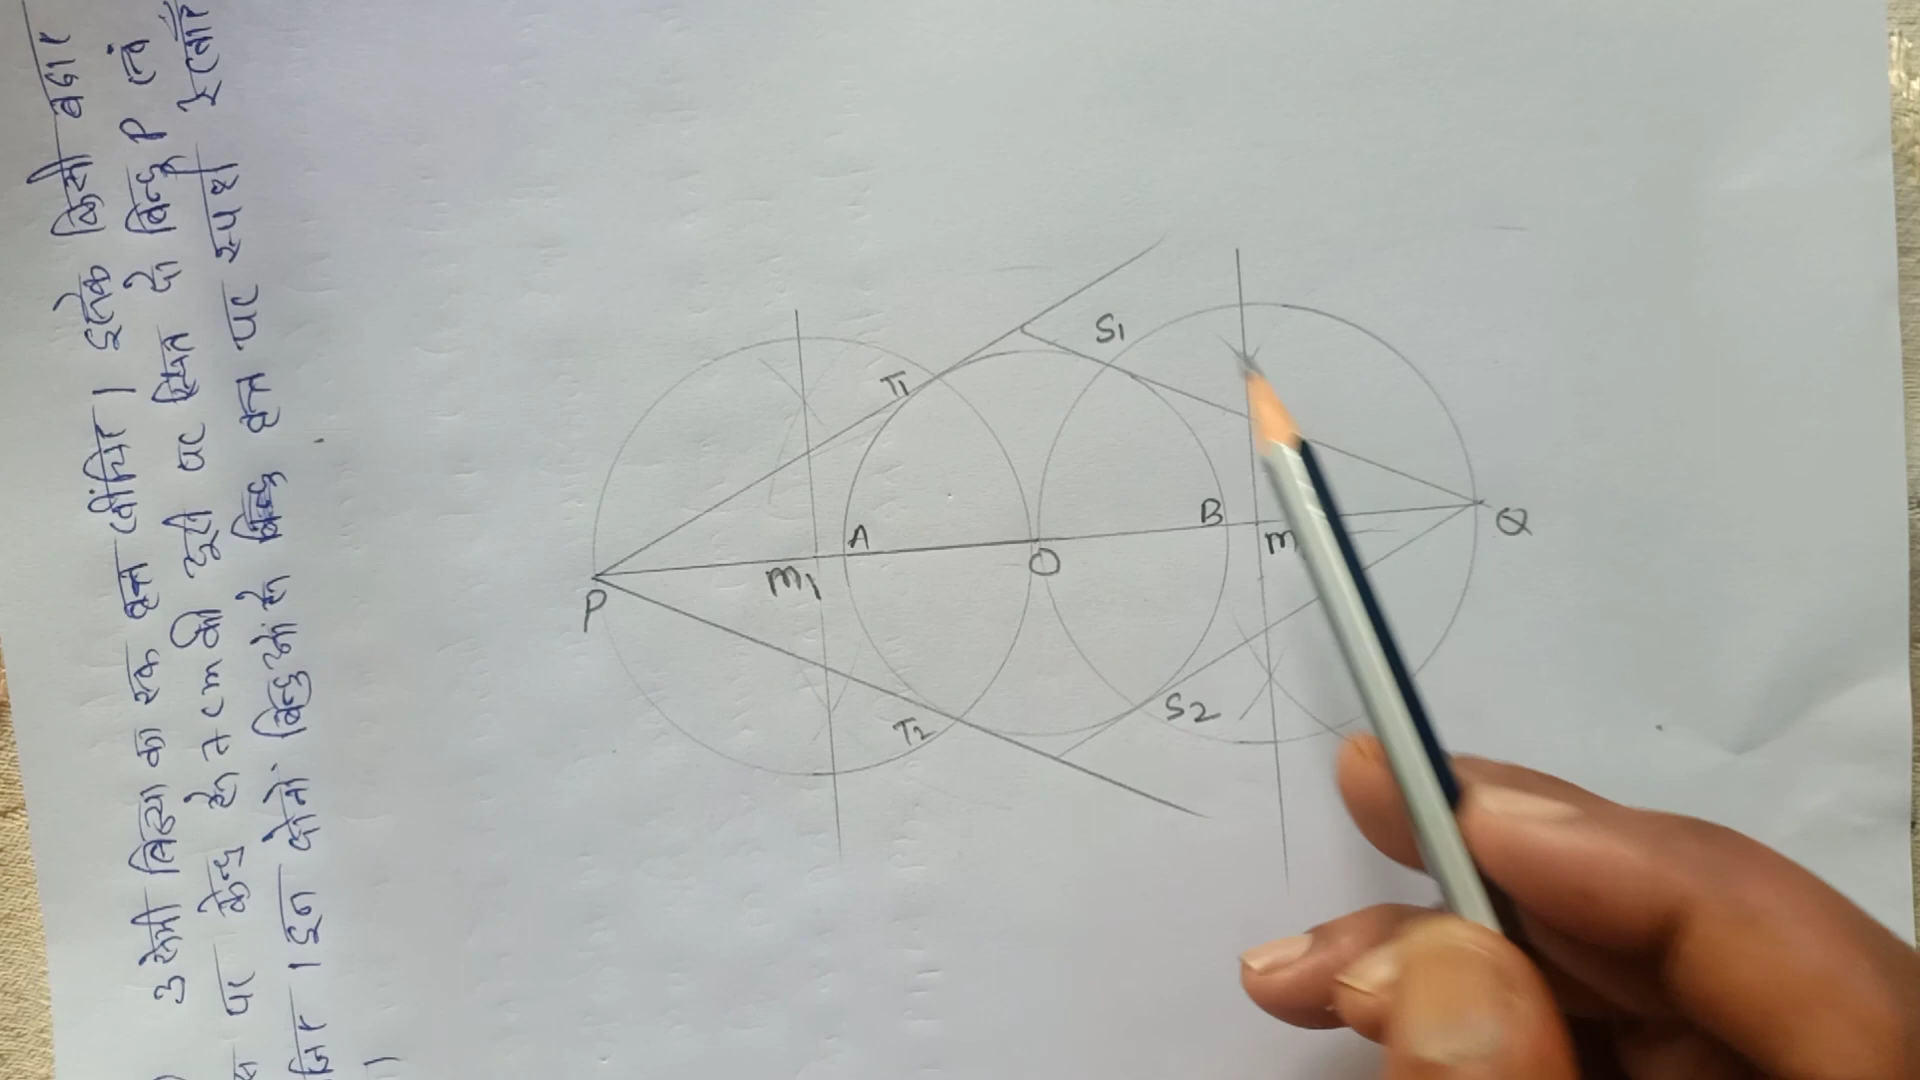 3 सेमी त्रिज्या का एक वृत्त खींचिए । इसके किसी बढ़ाए
पर केन्द्र से 7 cm की दूरी पर स्थित दो बिन्दु P एवं
। इन दोनों बिन्दुओं से वृत्त पर स्पर्श
।
P
M1
A
O
B
M
Q
T1
T2
S1
S2